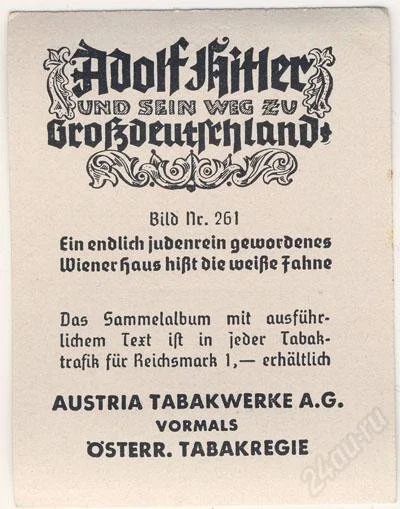 Adolf Hitler
UND SEIN WEG ZU
Großdeutschland
Bild Nr. 261
Ein endlich judenrein gewordenes
Wiener Haus hißt die weiße Fahne
Das Sammelalbum mit ausführ-
lichem Text ist in jeder Tabak-
trafik für Reichsmark 1,— erhältlich
AUSTRIA TABAKWERKE A.G.
VORMALS
ÖSTERR. TABAKREGIE
24au.ru